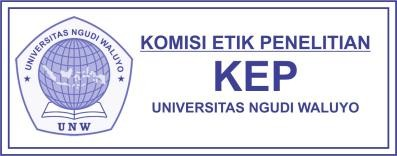 UNIVERSITAS NGUDI WALUYO
UNW
KOMISI ETIK PENELITIAN
KEP
UNIVERSITAS NGUDI WALUYO